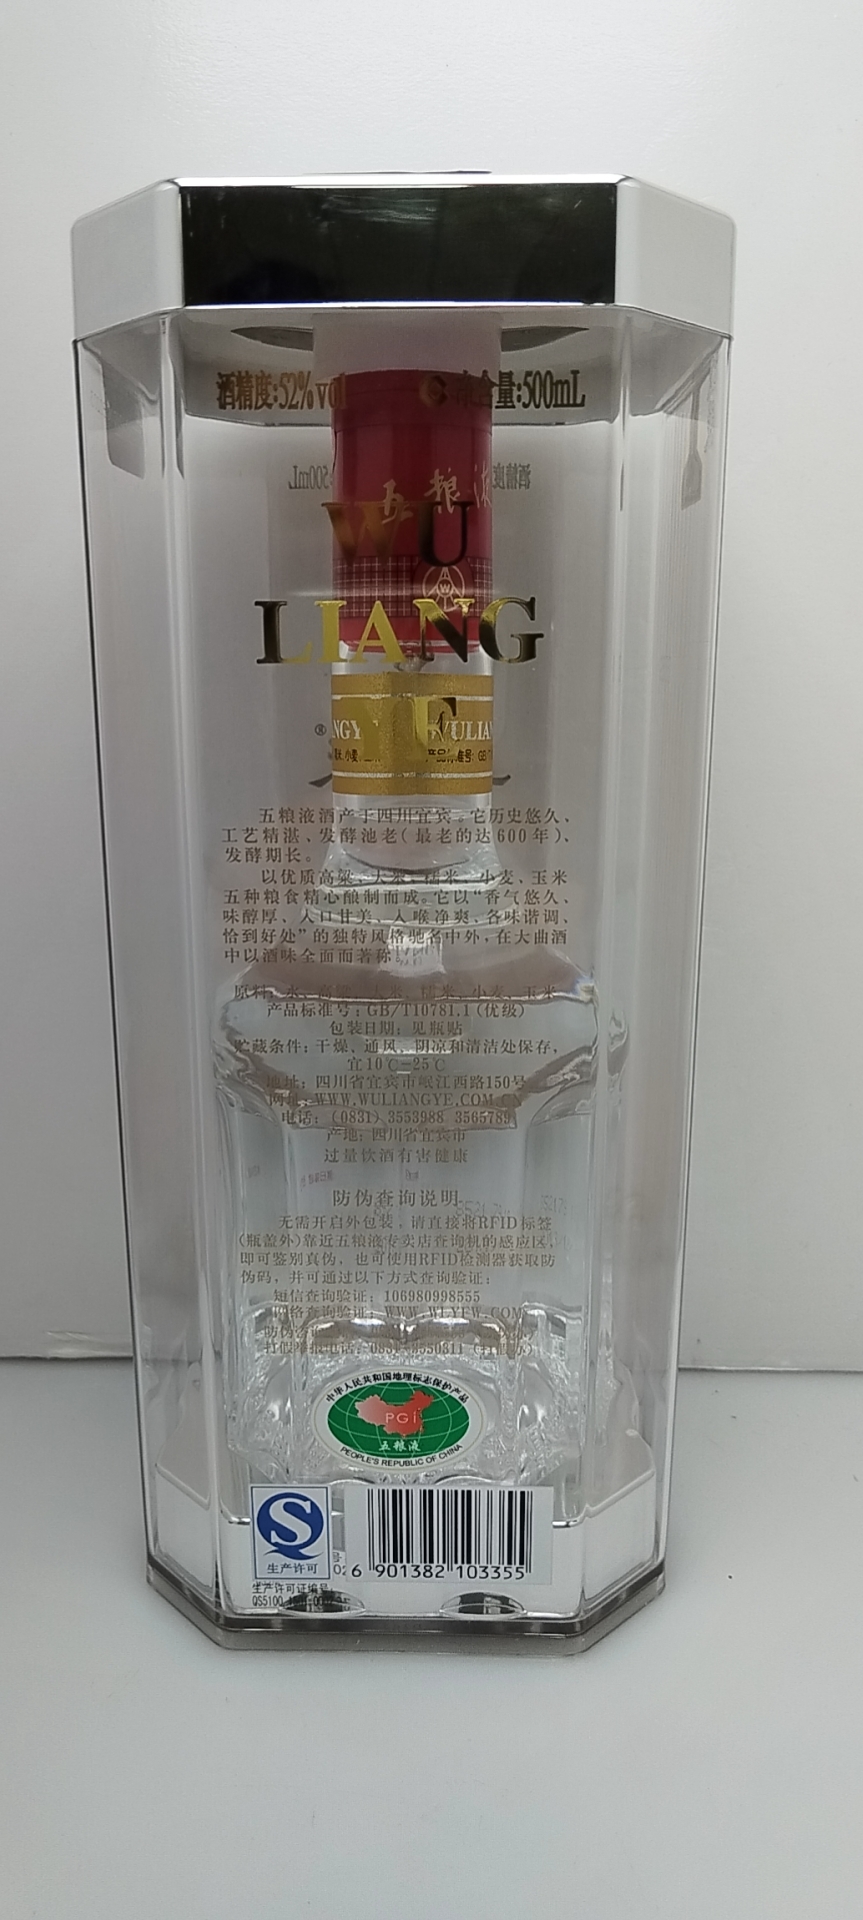 酒精度:52%vol
净含量:500mL
五粮液
WU
LIANG
YE
五粮液酒产于四川宜宾。它历史悠久、
工艺精湛、发酵池老(最老的达600年)、
发酵期长。
以优质高粱、大米、糯米、小麦、玉米
五种粮食精心酿制而成。它以“香气悠久、
味醇厚、入口甘美、入喉净爽、各味谐调、
恰到好处”的独特风格驰名中外,在大曲酒
中以酒味全面而著称
原料:水、高粱、大米、糯米、小麦、玉米
产品标准号:GB/T10781.1(优级)
包装日期:见瓶贴
贮藏条件:干燥、通风、阴凉和清洁处保存,
宜10℃-25℃
地址:四川省宜宾市岷江西路150号
网址:WWW.WULIANGYE.COM.CN
电话:(0831)3553988 3565789
产地:四川省宜宾市
过量饮酒有害健康
防伪查询说明
无需开启外包装,请直接将RFID标签
(瓶盖外)靠近五粮液专卖店查询机的感应区,
即可鉴别真伪,也可使用RFID检测器获取防
伪码,并可通过以下方式查询验证:
短信查询验证:106980998555
网络查询验证:WWW.WLYFW.COM
打假举报电话:
中华人民共和国地理标志保护产品
PGI
五粮液
PEOPLE'S REPUBLIC OF CHINA
生产许可
生产许可证编号:
QS5100
6 901382 103355